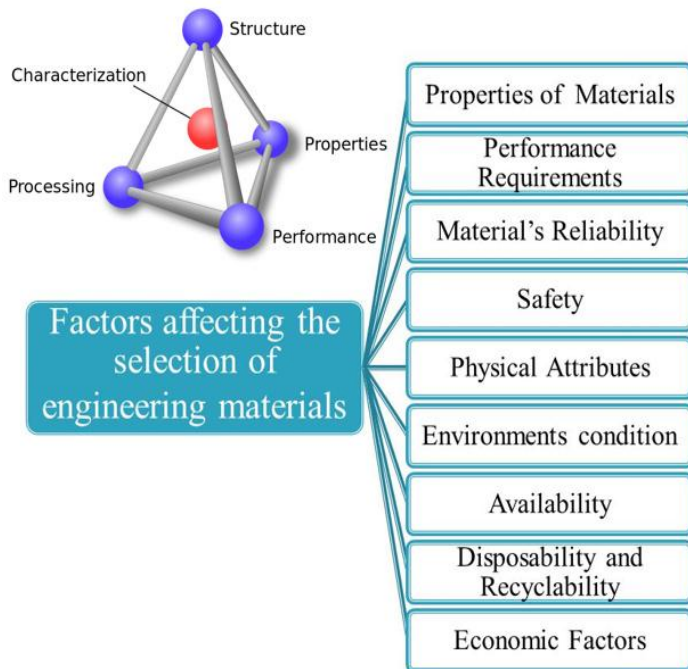 Structure
Characterization
Properties
Processing
Performance
Factors affecting the
selection of
engineering materials
Properties of Materials
Performance
Requirements
Material's Reliability
Safety
Physical Attributes
Environments condition
Availability
Disposability and
Recyclability
Economic Factors